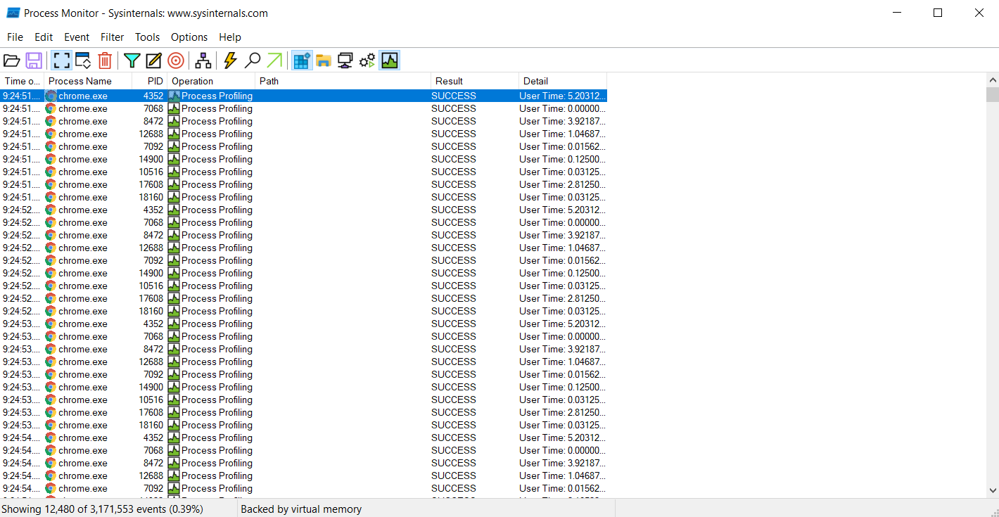 Process Monitor - Sysinternals: www.sysinternals.com
File Edit Event Filter Tools Options Help
Time o... Process Name PID Operation Path Result Detail
9:24:51.... chrome.exe 4352 Process Profiling SUCCESS User Time: 5.20312...
9:24:51.... chrome.exe 7068 Process Profiling SUCCESS User Time: 0.00000...
9:24:51.... chrome.exe 8472 Process Profiling SUCCESS User Time: 3.92187...
9:24:51.... chrome.exe 12688 Process Profiling SUCCESS User Time: 1.04687...
9:24:51.... chrome.exe 7092 Process Profiling SUCCESS User Time: 0.01562...
9:24:51.... chrome.exe 14900 Process Profiling SUCCESS User Time: 0.12500...
9:24:51.... chrome.exe 10516 Process Profiling SUCCESS User Time: 0.03125...
9:24:51.... chrome.exe 17608 Process Profiling SUCCESS User Time: 2.81250...
9:24:51.... chrome.exe 18160 Process Profiling SUCCESS User Time: 0.03125...
9:24:52.... chrome.exe 4352 Process Profiling SUCCESS User Time: 5.20312...
9:24:52.... chrome.exe 7068 Process Profiling SUCCESS User Time: 0.00000...
9:24:52.... chrome.exe 8472 Process Profiling SUCCESS User Time: 3.92187...
9:24:52.... chrome.exe 12688 Process Profiling SUCCESS User Time: 1.04687...
9:24:52.... chrome.exe 7092 Process Profiling SUCCESS User Time: 0.01562...
9:24:52.... chrome.exe 14900 Process Profiling SUCCESS User Time: 0.12500...
9:24:52.... chrome.exe 10516 Process Profiling SUCCESS User Time: 0.03125...
9:24:52.... chrome.exe 17608 Process Profiling SUCCESS User Time: 2.81250...
9:24:52.... chrome.exe 18160 Process Profiling SUCCESS User Time: 0.03125...
9:24:53.... chrome.exe 4352 Process Profiling SUCCESS User Time: 5.20312...
9:24:53.... chrome.exe 7068 Process Profiling SUCCESS User Time: 0.00000...
9:24:53.... chrome.exe 8472 Process Profiling SUCCESS User Time: 3.92187...
9:24:53.... chrome.exe 12688 Process Profiling SUCCESS User Time: 1.04687...
9:24:53.... chrome.exe 7092 Process Profiling SUCCESS User Time: 0.01562...
9:24:53.... chrome.exe 14900 Process Profiling SUCCESS User Time: 0.12500...
9:24:53.... chrome.exe 10516 Process Profiling SUCCESS User Time: 0.03125...
9:24:53.... chrome.exe 17608 Process Profiling SUCCESS User Time: 2.81250...
9:24:53.... chrome.exe 18160 Process Profiling SUCCESS User Time: 0.03125...
9:24:54.... chrome.exe 4352 Process Profiling SUCCESS User Time: 5.20312...
9:24:54.... chrome.exe 7068 Process Profiling SUCCESS User Time: 0.00000...
9:24:54.... chrome.exe 8472 Process Profiling SUCCESS User Time: 3.92187...
9:24:54.... chrome.exe 12688 Process Profiling SUCCESS User Time: 1.04687...
9:24:54.... chrome.exe 7092 Process Profiling SUCCESS User Time: 0.01562...
Showing 12,480 of 3,171,553 events (0.39%) Backed by virtual memory